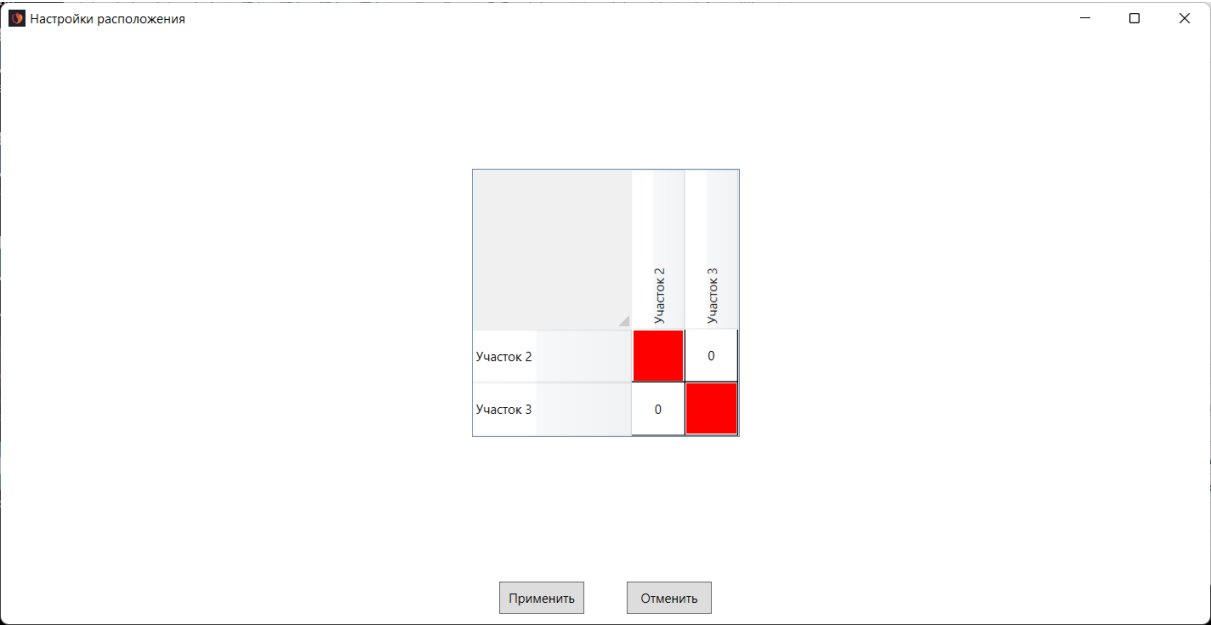 Настройки расположения
Участок 2
Участок 3
Участок 2
0
Участок 3
0
Применить
Отменить